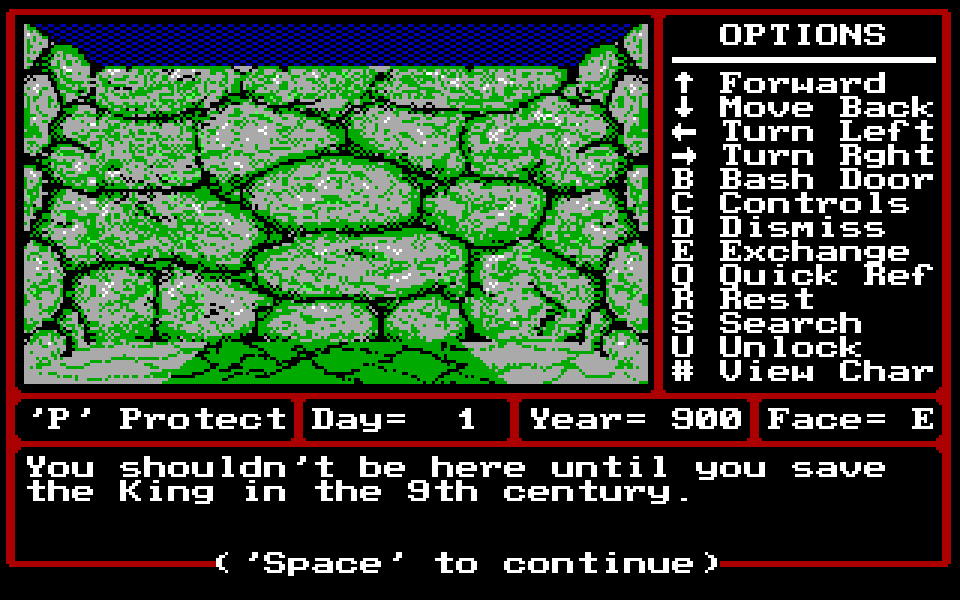 OPTIONS
↑ Forward
↓ Move Back
← Turn Left
→ Turn Rght
B Bash Door
C Controls
D Dismiss
E Exchange
Q Quick Ref
R Rest
S Search
U Unlock
# View Char
'P' Protect Day= 1 Year= 900 Face= E
You shouldn't be here until you save
the King in the 9th century.
( 'Space' to continue )